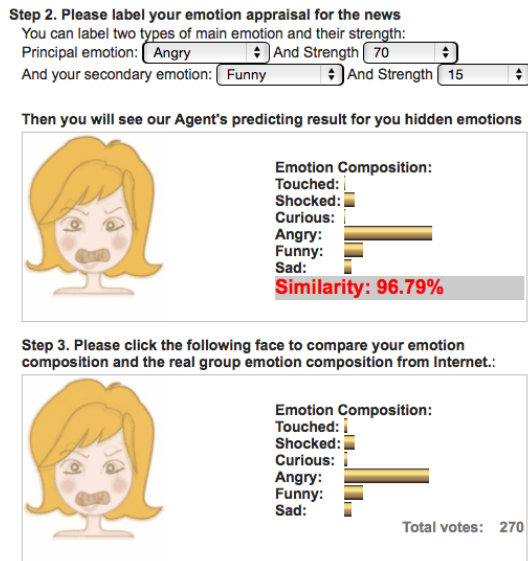 Step 2. Please label your emotion appraisal for the news
You can label two types of main emotion and their strength:
Principal emotion: Angry And Strength 70
And your secondary emotion: Funny And Strength 15
Then you will see our Agent's predicting result for you hidden emotions
Emotion Composition:
Touched:
Shocked:
Curious:
Angry:
Funny:
Sad:
Similarity: 96.79%
Step 3. Please click the following face to compare your emotion
composition and the real group emotion composition from Internet.:
Emotion Composition:
Touched:
Shocked:
Curious:
Angry:
Funny:
Sad:
Total votes: 270